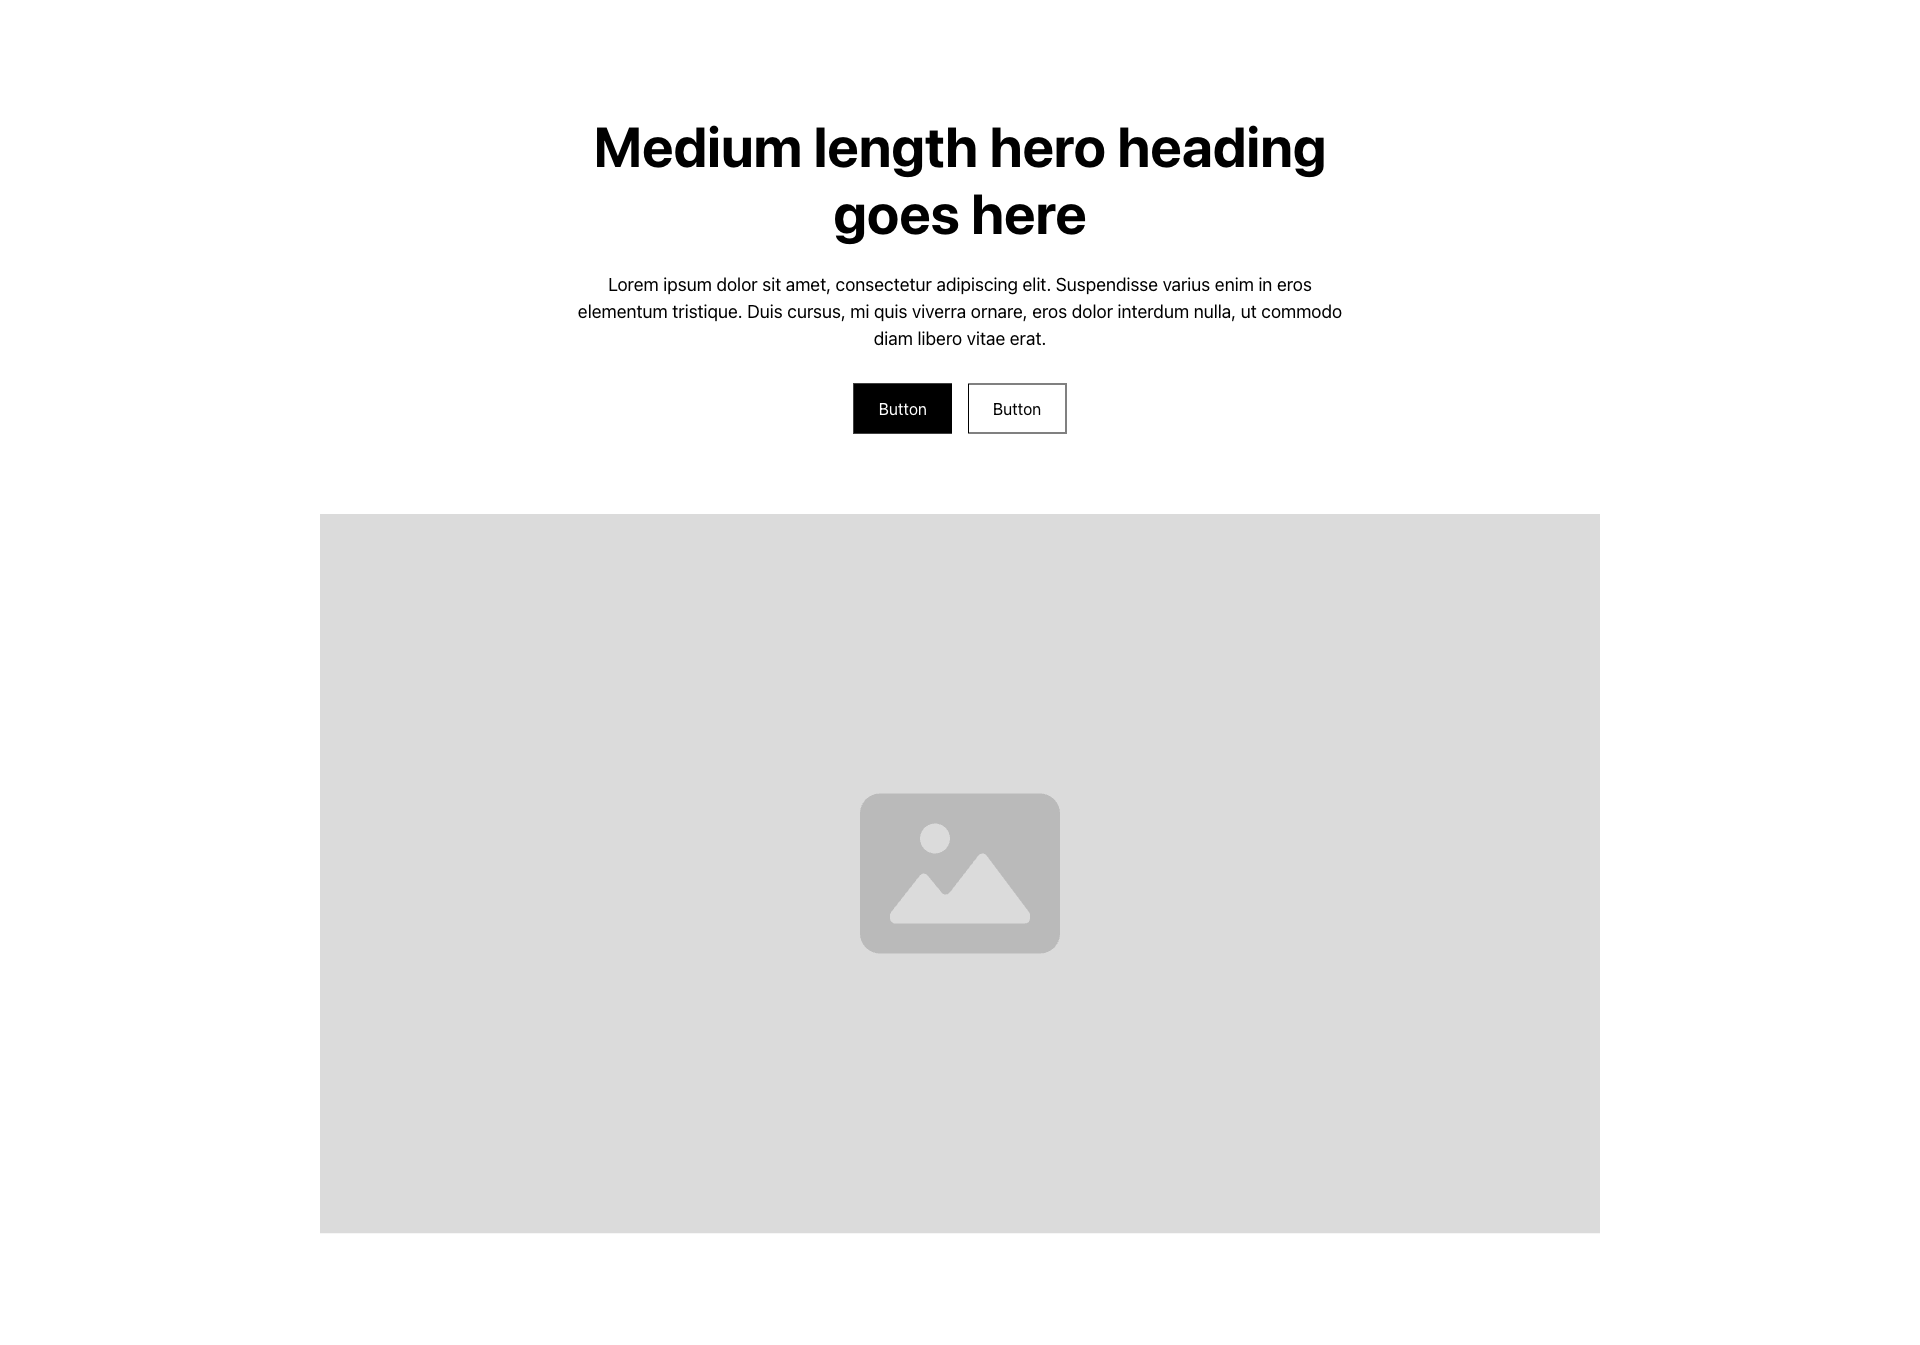 Medium length hero heading
goes here
Lorem ipsum dolor sit amet, consectetur adipiscing elit. Suspendisse varius enim in eros
elementum tristique. Duis cursus, mi quis viverra ornare, eros dolor interdum nulla, ut commodo
diam libero vitae erat.
Button Button